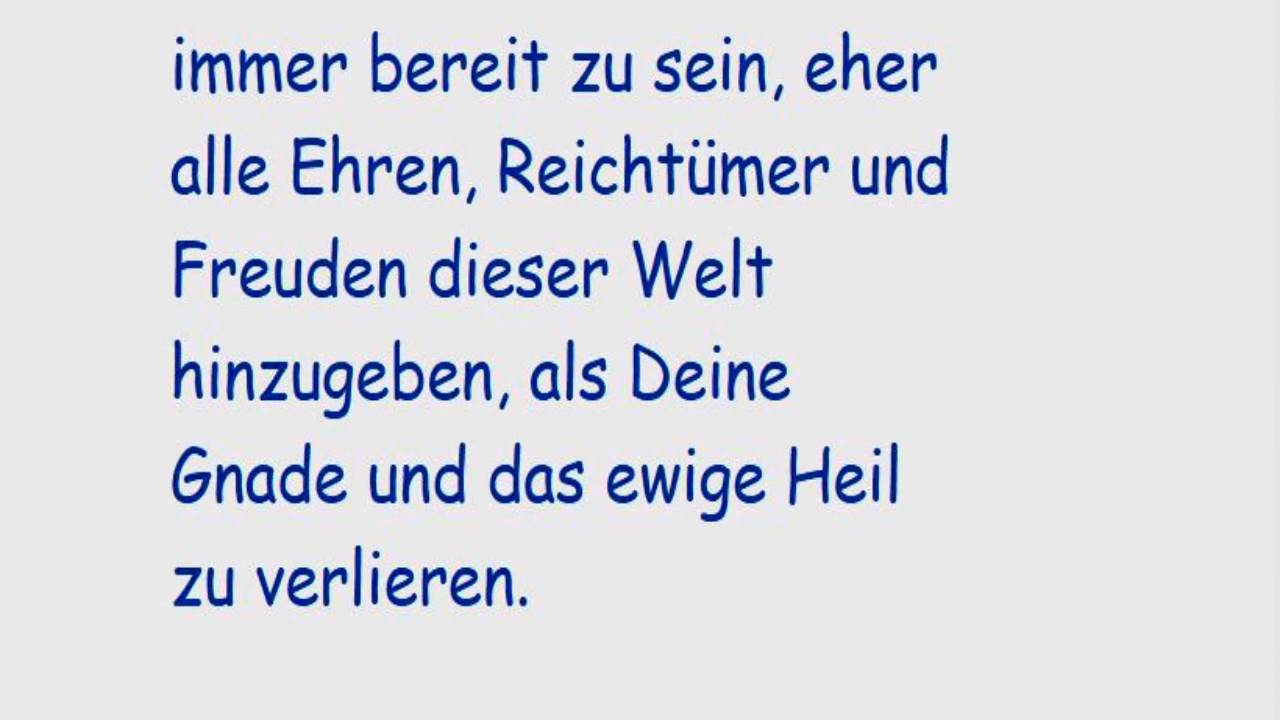 immer bereit zu sein, eher
alle Ehren, Reichtümer und
Freuden dieser Welt
hinzugeben, als Deine
Gnade und das ewige Heil
zu verlieren.